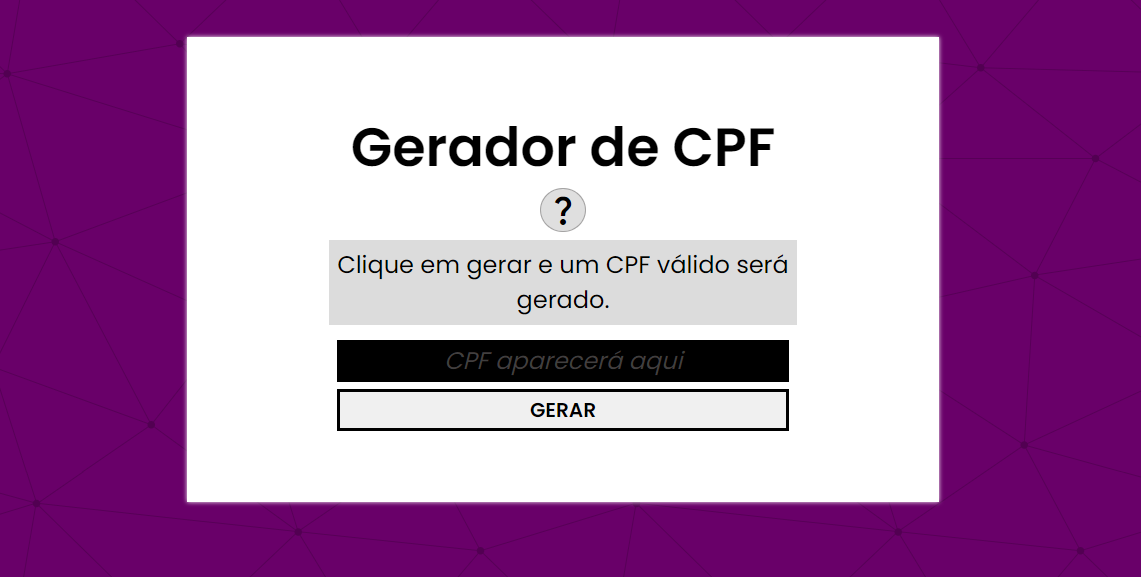 Gerador de CPF
?
Clique em gerar e um CPF válido será
gerado.
CPF aparecerá aqui
GERAR